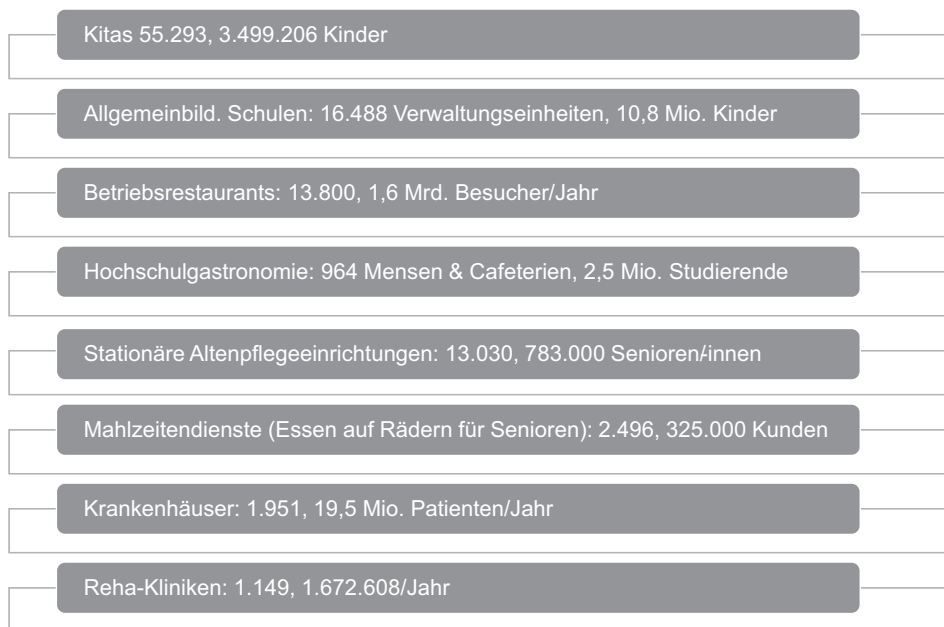 Kitas 55.293, 3.499.206 Kinder
Allgemeinbild. Schulen: 16.488 Verwaltungseinheiten, 10,8 Mio. Kinder
Betriebsrestaurants: 13.800, 1,6 Mrd. Besucher/Jahr
Hochschulgastronomie: 964 Mensen & Cafeterien, 2,5 Mio. Studierende
Stationäre Altenpflegeeinrichtungen: 13.030, 783.000 Senioren/innen
Mahlzeitendienste (Essen auf Rädern für Senioren): 2.496, 325.000 Kunden
Krankenhäuser: 1.951, 19,5 Mio. Patienten/Jahr
Reha-Kliniken: 1.149, 1.672.608/Jahr